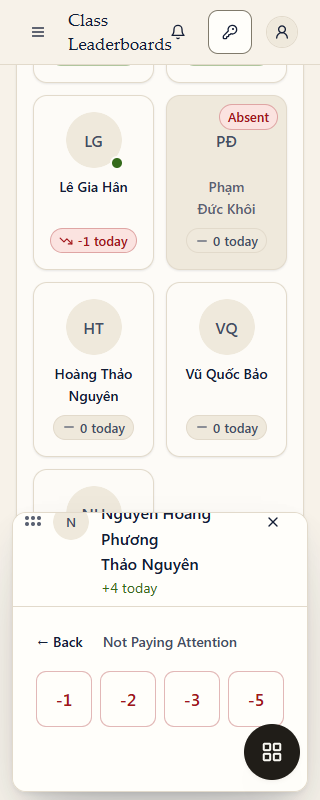 Class
Leaderboards
LG
Lê Gia Hân
-1 today
Absent
PĐ
Phạm
Đức Khôi
0 today
HT
Hoàng Thảo
Nguyên
0 today
VQ
Vũ Quốc Bảo
0 today
N
Nguyễn Hoàng
Phương
Thảo Nguyên
+4 today
← Back
Not Paying Attention
-1
-2
-3
-5